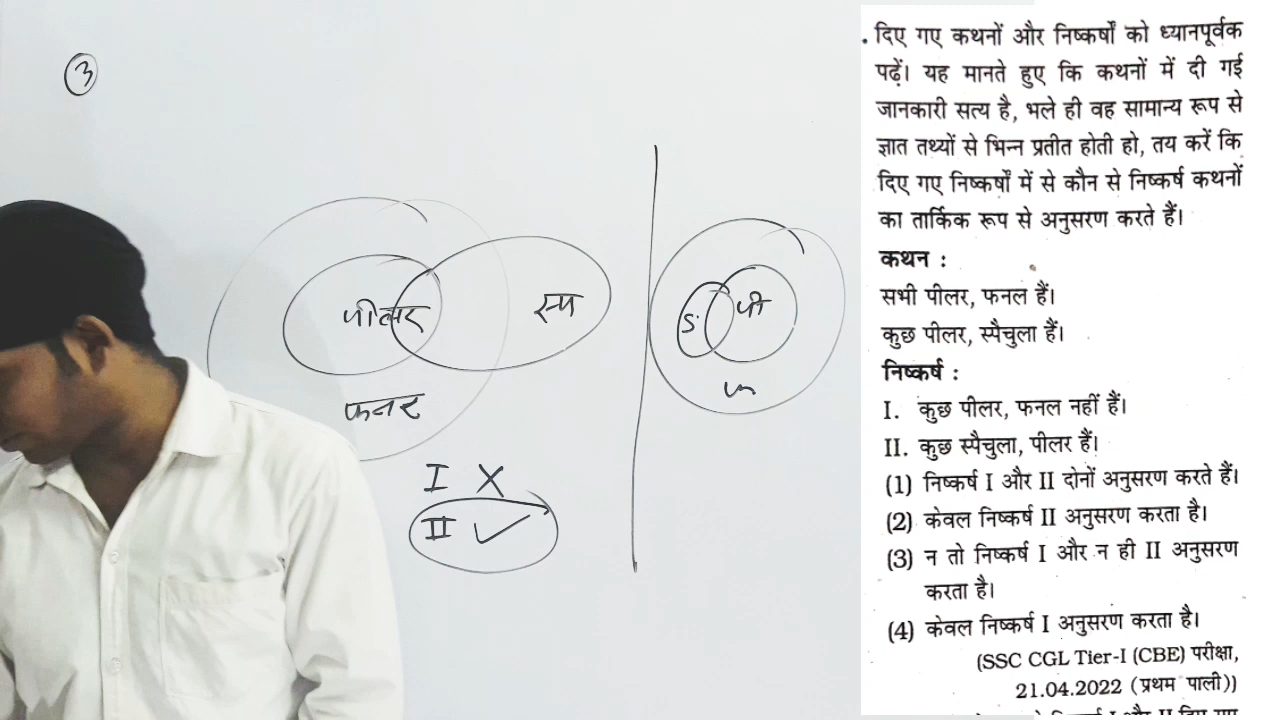 3
पीलर
स्प
फनर
I X
II ✓
S.
पी
फ
. दिए गए कथनों और निष्कर्षों को ध्यानपूर्वक
पढ़ें। यह मानते हुए कि कथनों में दी गई
जानकारी सत्य है, भले ही वह सामान्य रूप से
ज्ञात तथ्यों से भिन्न प्रतीत होती हो, तय करें कि
दिए गए निष्कर्षों में से कौन से निष्कर्ष कथनों
का तार्किक रूप से अनुसरण करते हैं।
कथन :
सभी पीलर, फनल हैं।
कुछ पीलर, स्पैचुला हैं।
निष्कर्ष :
I. कुछ पीलर, फनल नहीं हैं।
II. कुछ स्पैचुला, पीलर हैं।
(1) निष्कर्ष I और II दोनों अनुसरण करते हैं।
(2) केवल निष्कर्ष II अनुसरण करता है।
(3) न तो निष्कर्ष I और न ही II अनुसरण
करता है।
(4) केवल निष्कर्ष I अनुसरण करता है।
(SSC CGL Tier-I (CBE) परीक्षा,
21.04.2022 (प्रथम पाली))